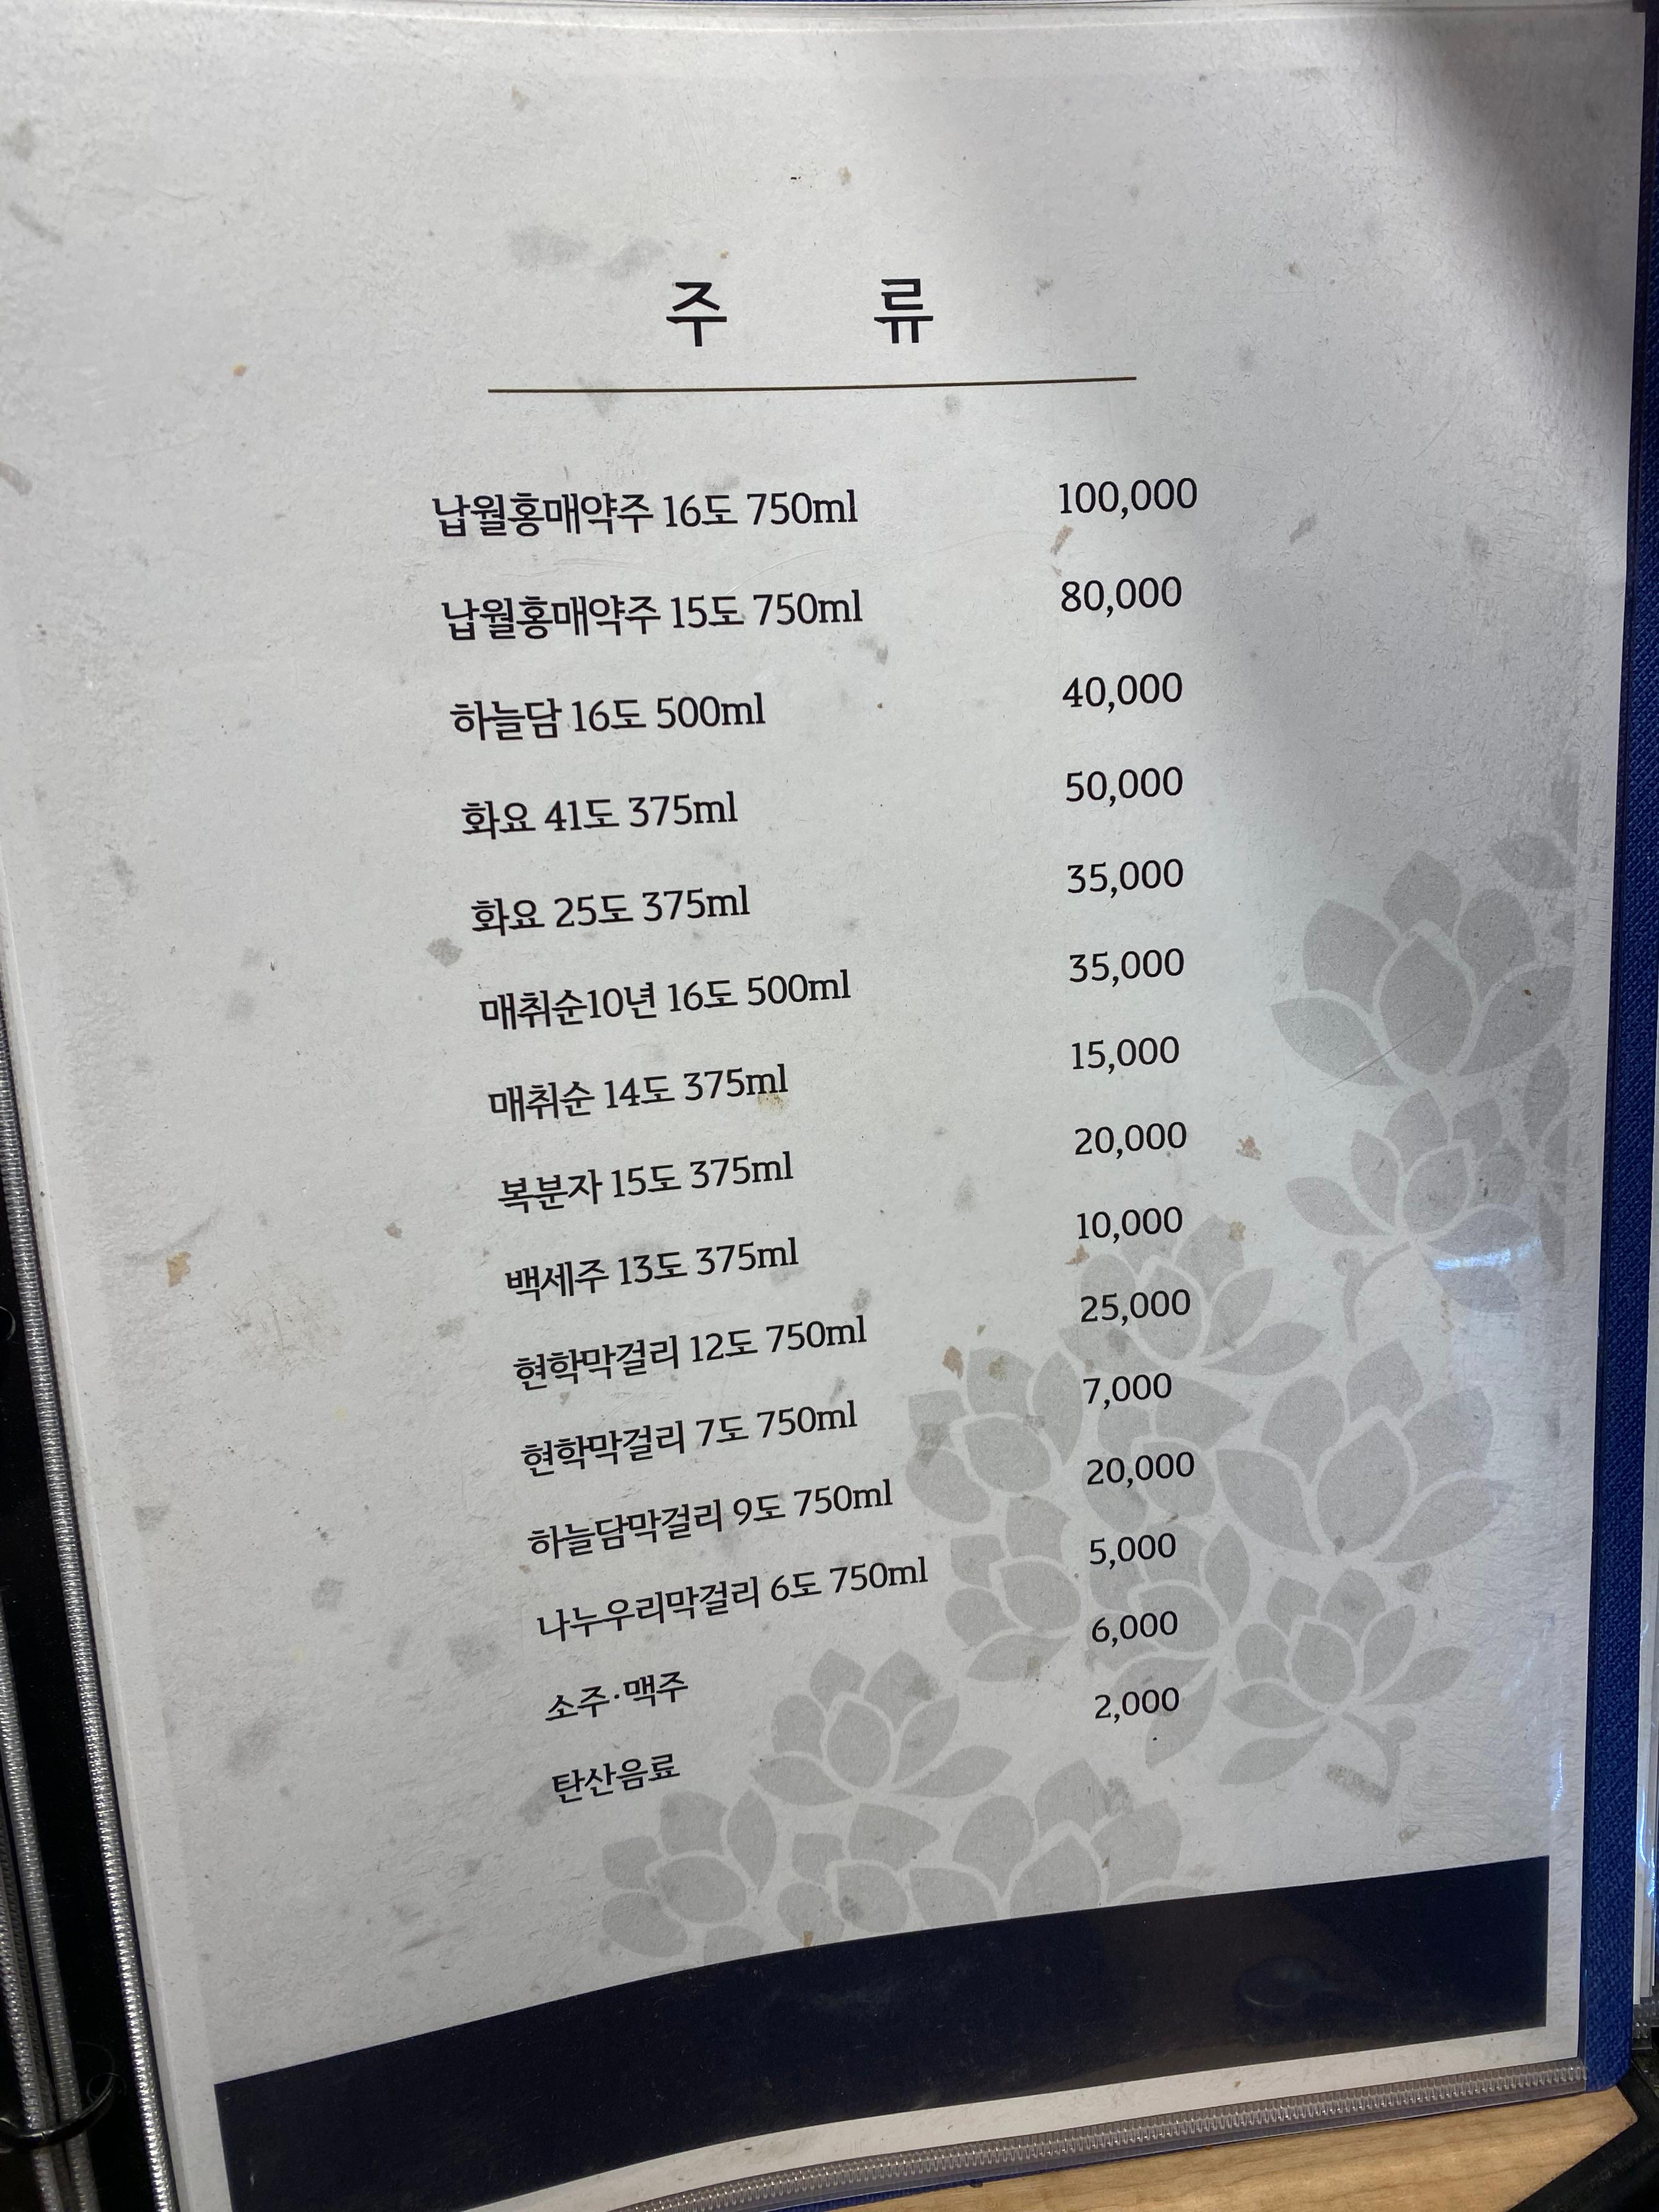 주 류
납월홍매약주 16도 750ml 100,000
납월홍매약주 15도 750ml 80,000
하늘담 16도 500ml 40,000
화요 41도 375ml 50,000
화요 25도 375ml 35,000
매취순10년 16도 500ml 35,000
매취순 14도 375ml 15,000
복분자 15도 375ml 20,000
백세주 13도 375ml 10,000
현학막걸리 12도 750ml 25,000
현학막걸리 7도 750ml 7,000
하늘담막걸리 9도 750ml 20,000
나누우리막걸리 6도 750ml 5,000
소주·맥주 6,000
탄산음료 2,000